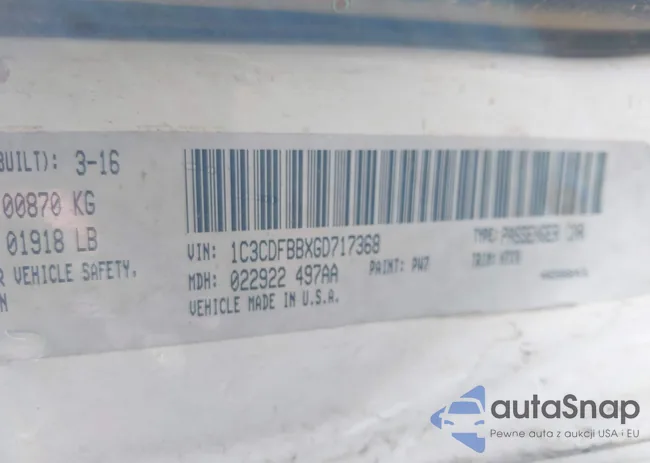 BUILT): 3-16
00870 KG
01918 LB
R VEHICLE SAFETY,
N
VIN: 1C3CDFBBXGD717368
TYPE: PASSENGER CAR
MDH: 022922 497AA
PAINT: PW7
TRIM:
VEHICLE MADE IN U.S.A.
autaSnap
Pewne auta z aukcji USA i EU